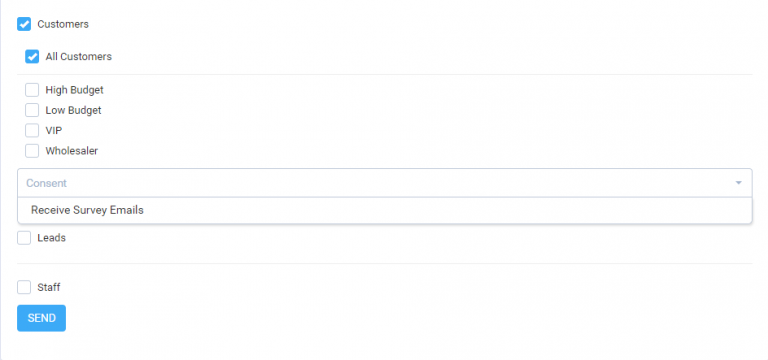 Customers
All Customers
High Budget
Low Budget
VIP
Wholesaler
Consent
Receive Survey Emails
Leads
Staff
SEND